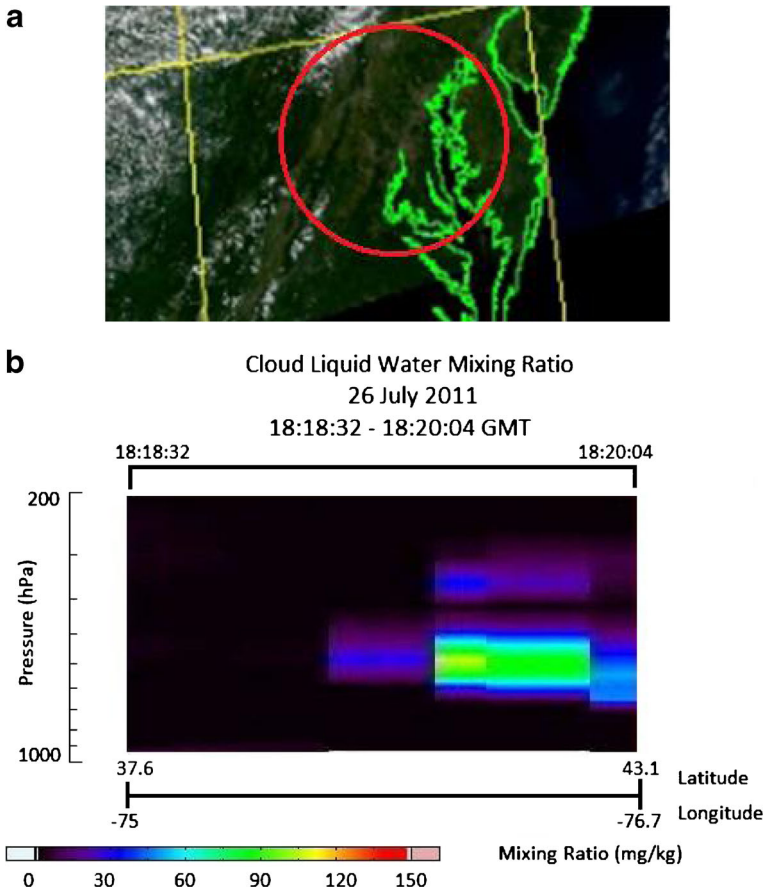 a
b
Cloud Liquid Water Mixing Ratio
26 July 2011
18:18:32 - 18:20:04 GMT
18:18:32 18:20:04
200
Pressure (hPa)
1000
37.6 43.1 Latitude
-75 -76.7 Longitude
0 30 60 90 120 150 Mixing Ratio (mg/kg)